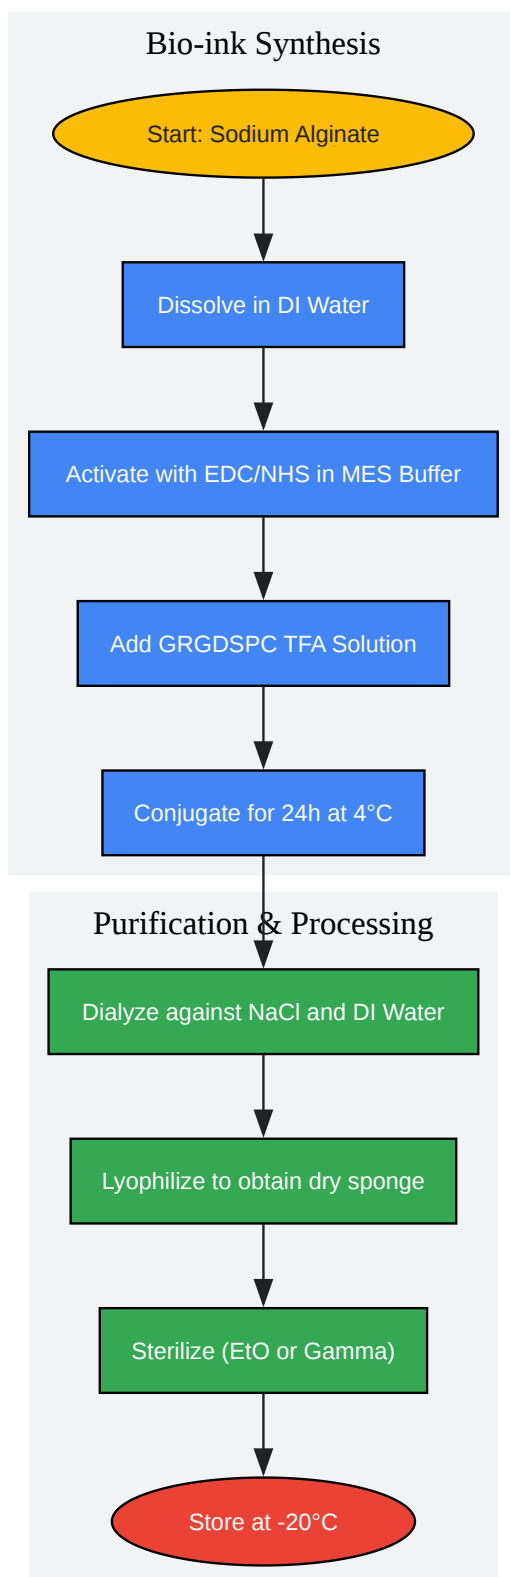 Bio-ink Synthesis
Start: Sodium Alginate
Dissolve in DI Water
Activate with EDC/NHS in MES Buffer
Add GRGDSPC TFA Solution
Conjugate for 24h at 4°C
Purification & Processing
Dialyze against NaCl and DI Water
Lyophilize to obtain dry sponge
Sterilize (EtO or Gamma)
Store at -20°C